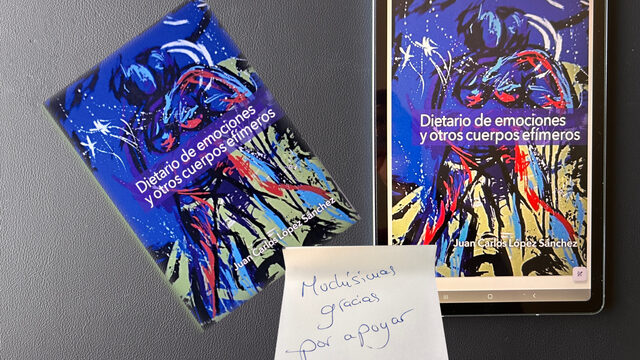 Dietario de emociones
y otros cuerpos efímeros
Juan Carlos López Sánchez
Dietario de emociones
y otros cuerpos efímeros
Juan Carlos López Sánchez
Muchísimas
gracias
por apoyar